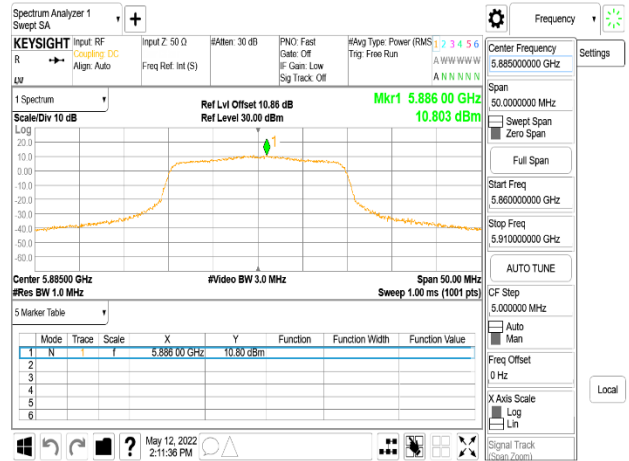 Spectrum Analyzer 1
Swept SA
Frequency
KEYSIGHT
Input: RF
Input Z: 50 Ω
#Atten: 30 dB
PNO: Fast
#Avg Type: Power (RMS
1 2 3 4 5 6
R
Coupling: DC
Gate: Off
Trig: Free Run
Align: Auto
Freq Ref: Int (S)
IF Gain: Low
A W W W W W
Sig Track: Off
A N N N N N
Center Frequency
5.885000000 GHz
Settings
Span
50.0000000 MHz
Swept Span
Zero Span
Full Span
Start Freq
5.860000000 GHz
Stop Freq
5.910000000 GHz
AUTO TUNE
CF Step
5.000000 MHz
Auto
Man
Freq Offset
0 Hz
X Axis Scale
Log
Lin
Signal Track
(Span Zoom)
Local
1 Spectrum
Ref Lvl Offset 10.86 dB
Mkr1 5.886 00 GHz
Scale/Div 10 dB
Ref Level 30.00 dBm
10.803 dBm
Log
20.0
10.0
0.00
-10.0
-20.0
-30.0
-40.0
-50.0
-60.0
1
Center 5.88500 GHz
#Video BW 3.0 MHz
Span 50.00 MHz
#Res BW 1.0 MHz
Sweep 1.00 ms (1001 pts)
5 Marker Table
Mode Trace Scale X Y Function Function Width Function Value
1 N 1 f 5.886 00 GHz 10.80 dBm
2
3
4
5
6
?
May 12, 2022
2:11:36 PM